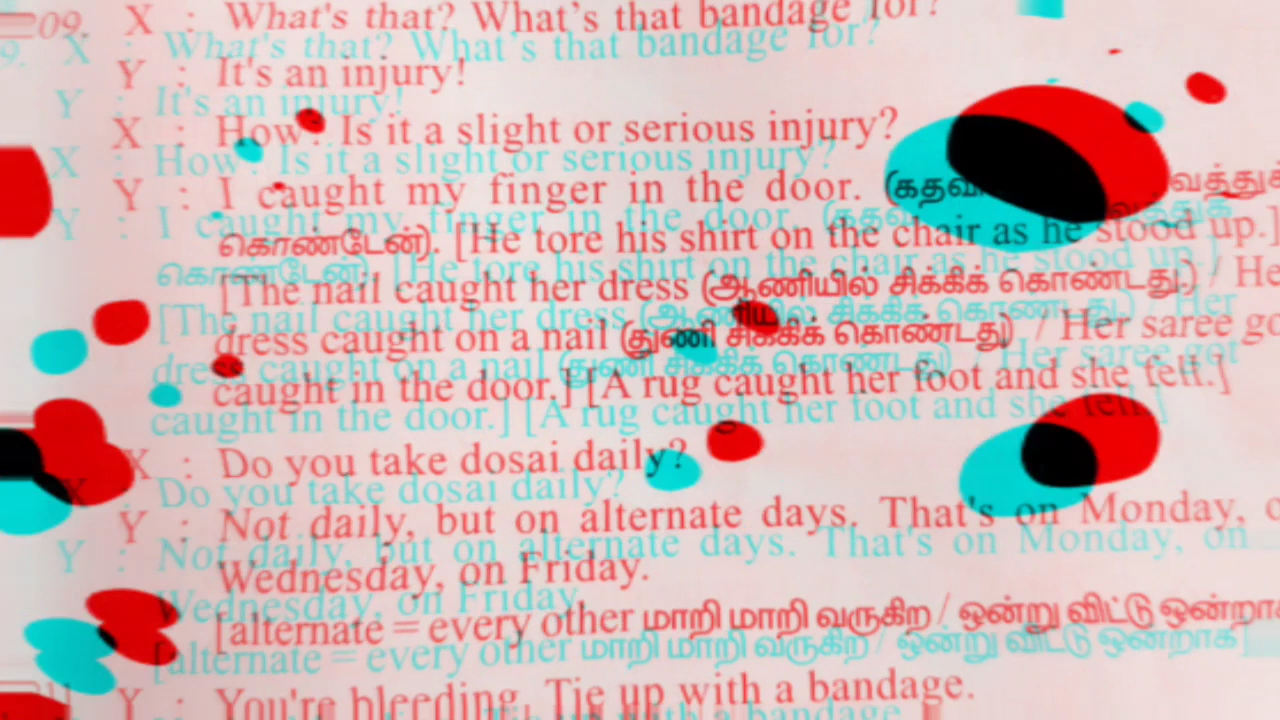 09. X : What's that? What's that bandage for?
Y : It's an injury!
X : How? Is it a slight or serious injury?
Y : I caught my finger in the door.
கொண்டேன்). [He tore his shirt on the chair as he stood up.] /
[The nail caught her dress (ஆணியில் சிக்கிக் கொண்டது.) / Her
dress caught on a nail (துணி சிக்கிக் கொண்டது) / Her saree got
caught in the door.] [A rug caught her foot and she fell.]
X : Do you take dosai daily?
Y : Not daily, but on alternate days. That's on Monday, on
Wednesday, on Friday.
[alternate = every other மாறி மாறி வருகிற / ஒன்று விட்டு ஒன்றாக]
Y : You're bleeding. Tie up with a bandage.